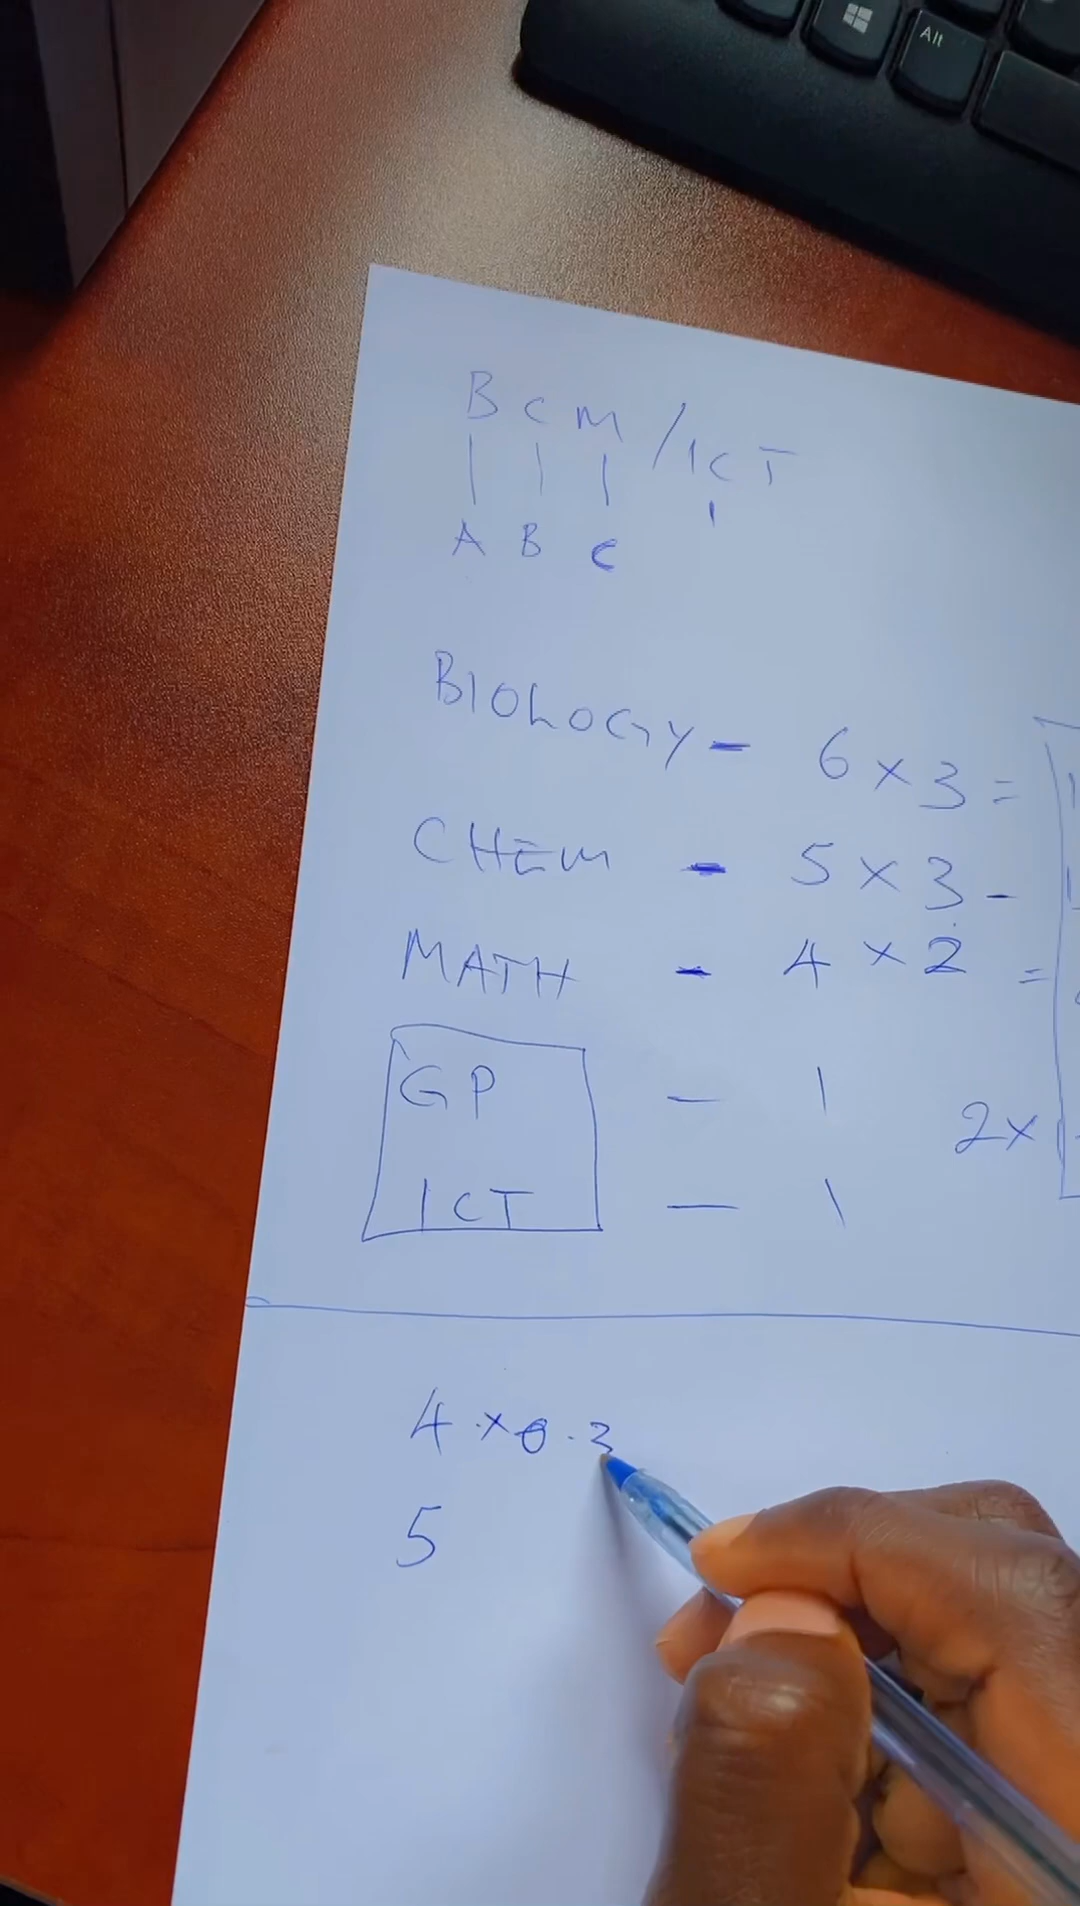 Alt
B C M / ICT
A B C
BIOLOGY - 6 x 3 =
CHEM - 5 x 3 -
MATH - 4 x 2 =
GP - 1
2x
ICT - 1
4 x 0.3
5